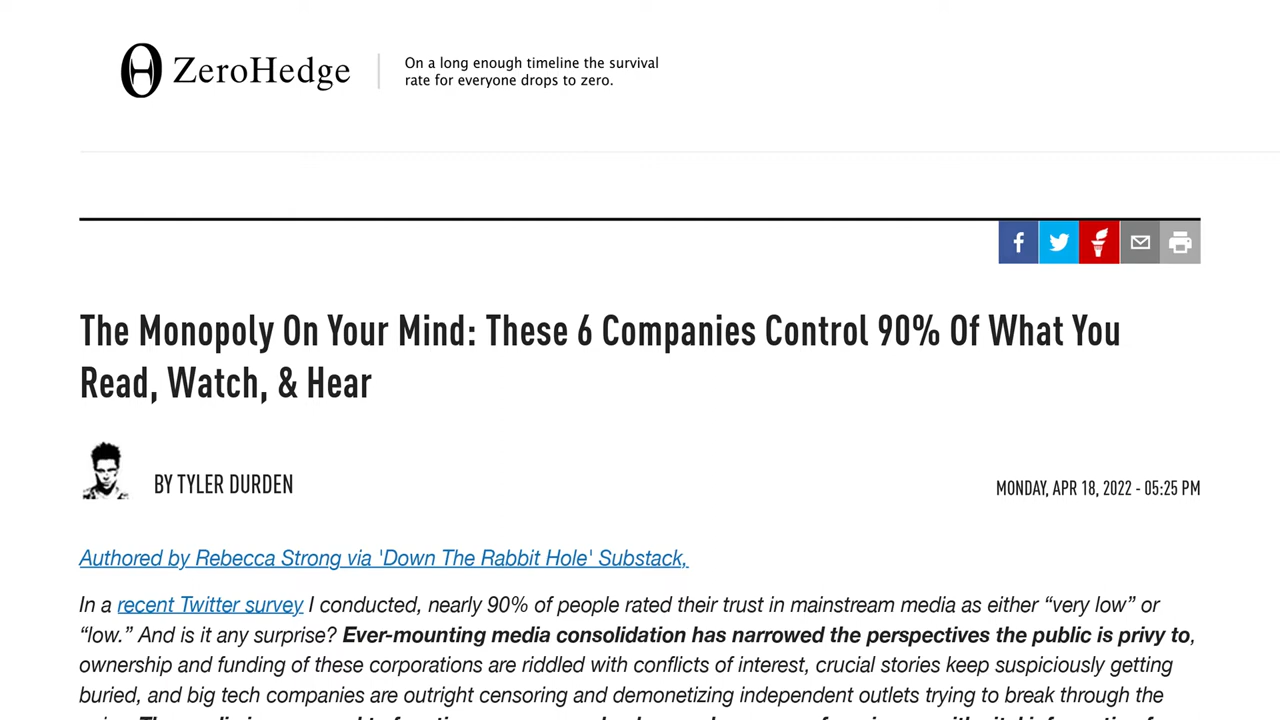 ZeroHedge
On a long enough timeline the survival
rate for everyone drops to zero.
The Monopoly On Your Mind: These 6 Companies Control 90% Of What You
Read, Watch, & Hear
BY TYLER DURDEN
MONDAY, APR 18, 2022 - 05:25 PM
Authored by Rebecca Strong via 'Down The Rabbit Hole' Substack,
In a recent Twitter survey I conducted, nearly 90% of people rated their trust in mainstream media as either “very low” or
“low.” And is it any surprise? Ever-mounting media consolidation has narrowed the perspectives the public is privy to,
ownership and funding of these corporations are riddled with conflicts of interest, crucial stories keep suspiciously getting
buried, and big tech companies are outright censoring and demonetizing independent outlets trying to break through the